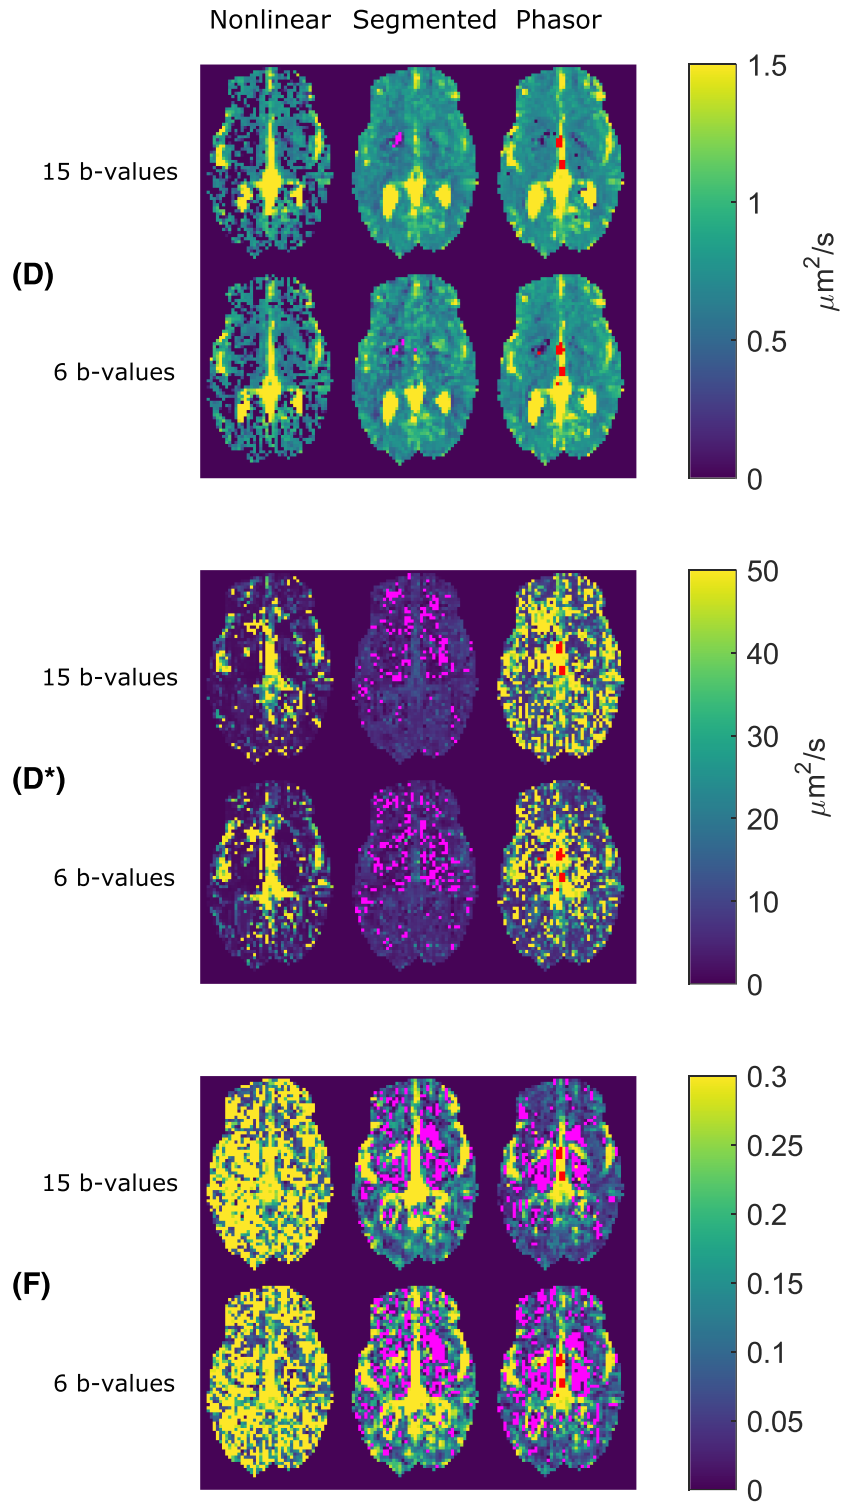 Nonlinear Segmented Phasor
15 b-values
(D)
6 b-values
1.5
1
0.5
0
μm²/s
15 b-values
(D*)
6 b-values
50
40
30
20
10
0
μm²/s
15 b-values
(F)
6 b-values
0.3
0.25
0.2
0.15
0.1
0.05
0